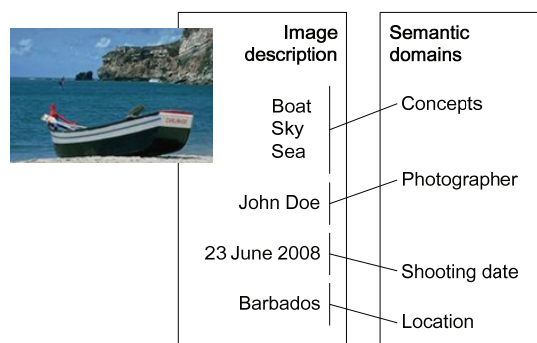 Image
description
Boat
Sky
Sea
John Doe
23 June 2008
Barbados
Semantic
domains
Concepts
Photographer
Shooting date
Location